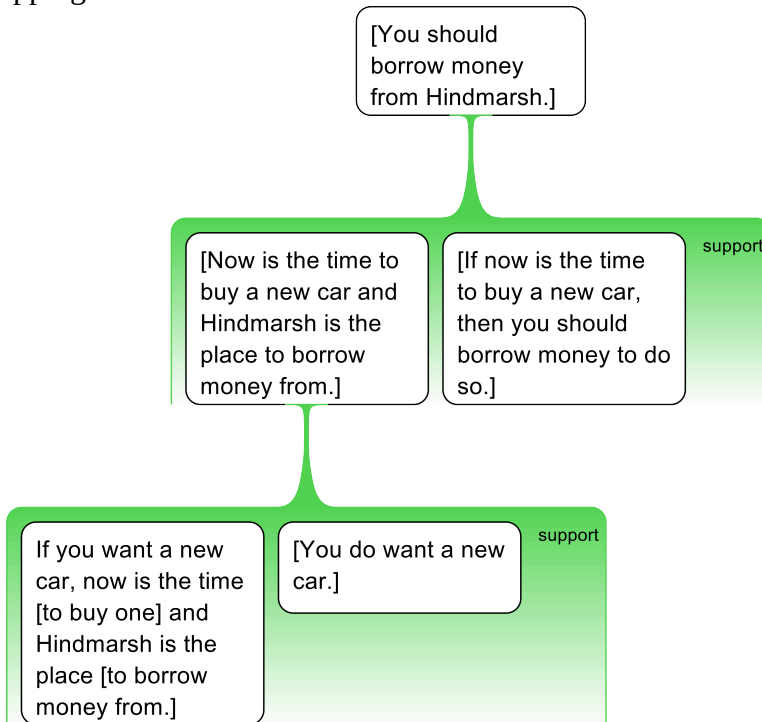 [You should
borrow money
from Hindmarsh.]
[Now is the time to
buy a new car and
Hindmarsh is the
place to borrow
money from.]
[If now is the time
to buy a new car,
then you should
borrow money to do
so.]
support
If you want a new
car, now is the time
[to buy one] and
Hindmarsh is the
place [to borrow
money from.]
[You do want a new
car.]
support